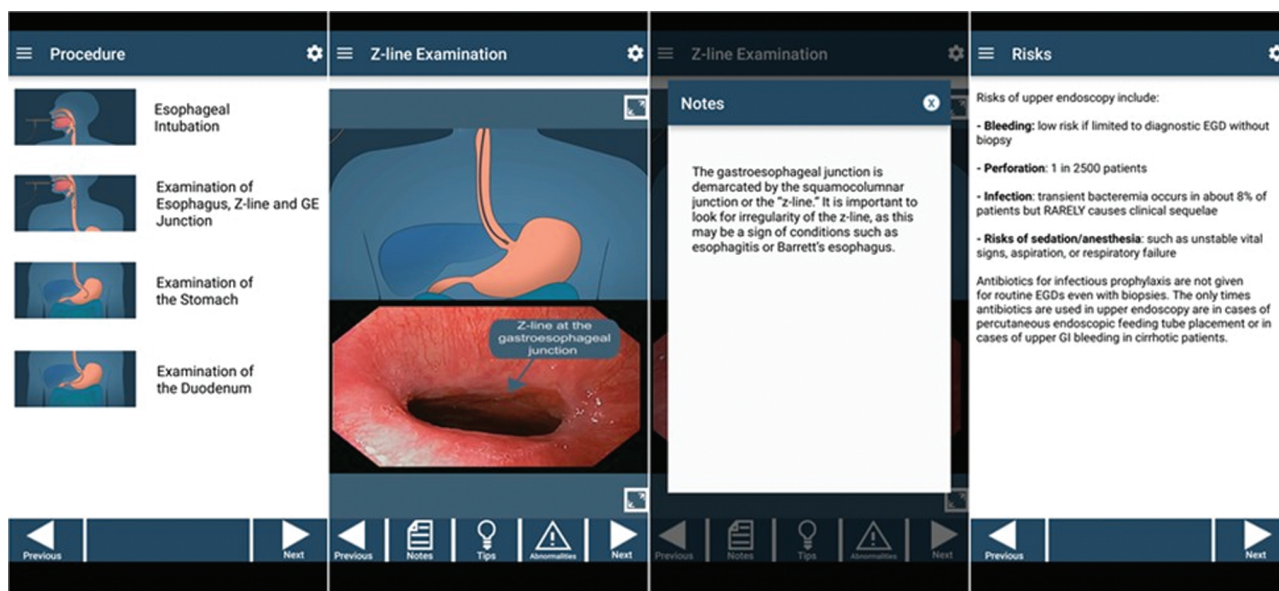 Procedure
Esophageal
Intubation
Examination of
Esophagus, Z-line and GE
Junction
Examination of
the Stomach
Examination of
the Duodenum
Previous
Next
Z-line Examination
Z-line at the
gastroesophageal
junction
Previous
Notes
Tips
Abnormalities
Next
Z-line Examination
Notes
X
The gastroesophageal junction is
demarcated by the squamocolumnar
junction or the “z-line.” It is important to
look for irregularity of the z-line, as this
may be a sign of conditions such as
esophagitis or Barrett's esophagus.
Previous
Notes
Tips
Abnormalities
Next
Risks
Risks of upper endoscopy include:
- Bleeding: low risk if limited to diagnostic EGD without
biopsy
- Perforation: 1 in 2500 patients
- Infection: transient bacteremia occurs in about 8% of
patients but RARELY causes clinical sequelae
- Risks of sedation/anesthesia: such as unstable vital
signs, aspiration, or respiratory failure
Antibiotics for infectious prophylaxis are not given
for routine EGDs even with biopsies. The only times
antibiotics are used in upper endoscopy are in cases of
percutaneous endoscopic feeding tube placement or in
cases of upper GI bleeding in cirrhotic patients.
Previous
Next